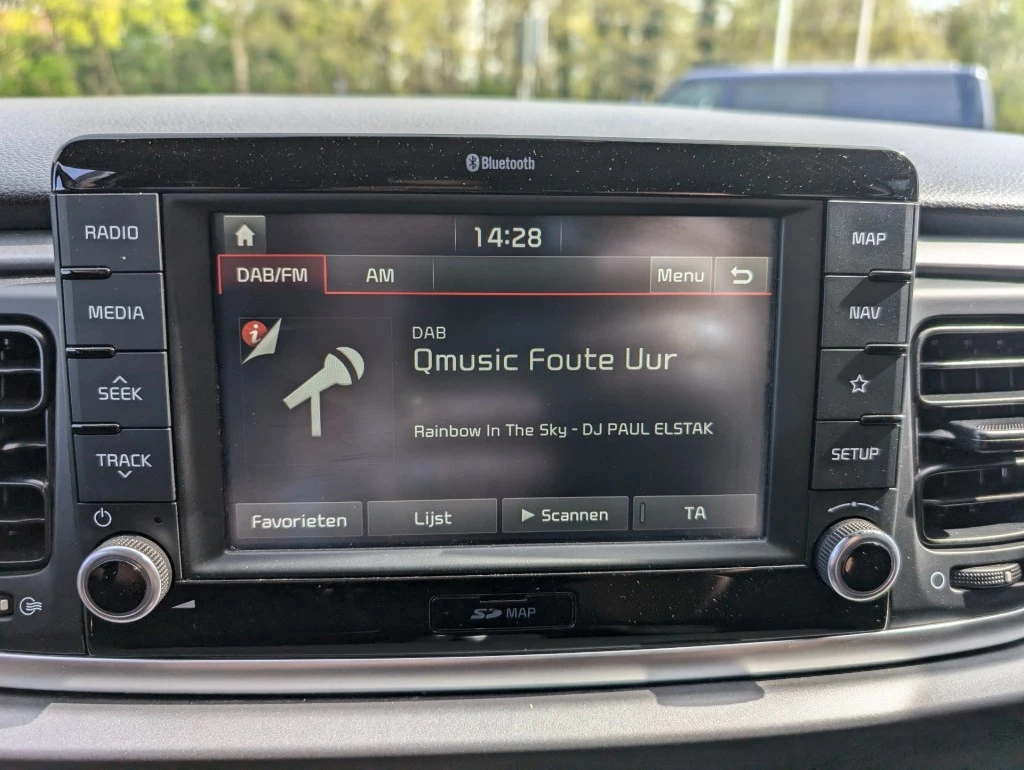 Bluetooth
RADIO
MEDIA
SEEK
TRACK
14:28
DAB/FM AM Menu
i
DAB
Qmusic Foute Uur
Rainbow In The Sky - DJ PAUL ELSTAK
Favorieten Lijst Scannen TA
MAP
NAV
SETUP
SD MAP